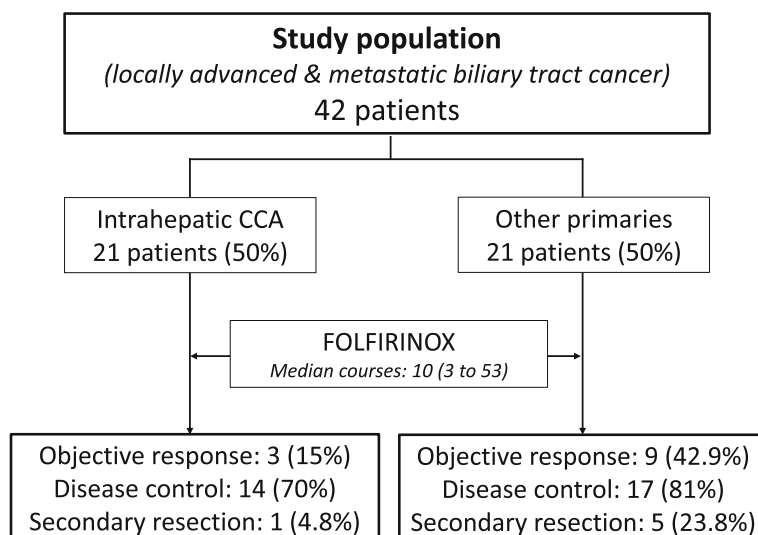 Study population
(locally advanced & metastatic biliary tract cancer)
42 patients
Intrahepatic CCA
21 patients (50%)
Other primaries
21 patients (50%)
FOLFIRINOX
Median courses: 10 (3 to 53)
Objective response: 3 (15%)
Disease control: 14 (70%)
Secondary resection: 1 (4.8%)
Objective response: 9 (42.9%)
Disease control: 17 (81%)
Secondary resection: 5 (23.8%)